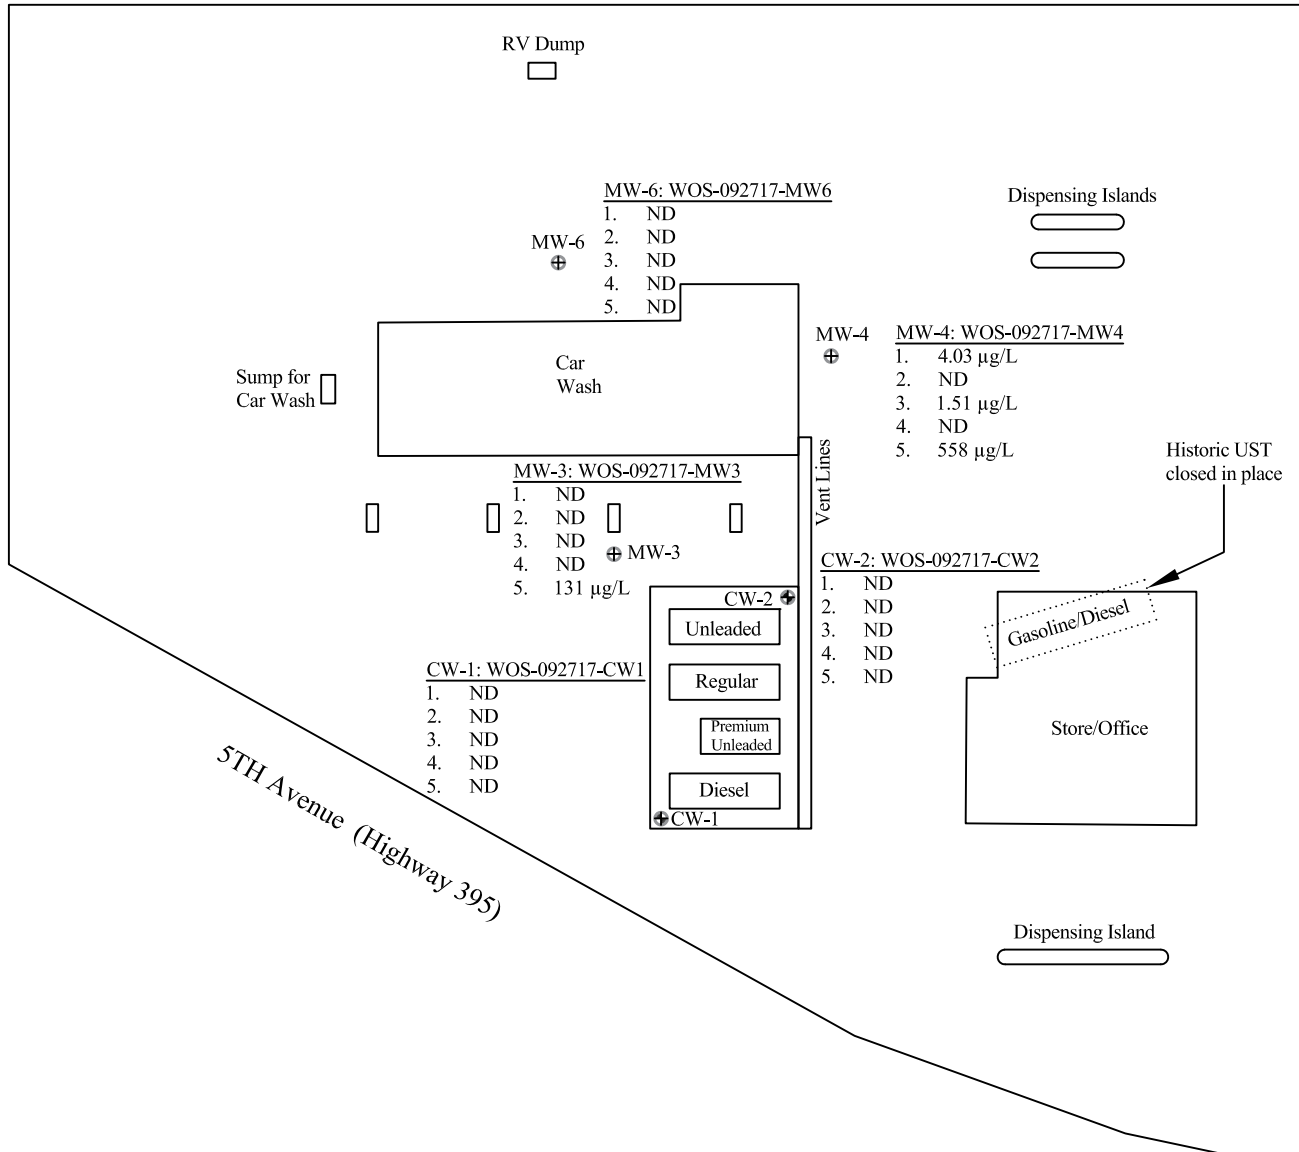 RV Dump
MW-6: WOS-092717-MW6
1. ND
2. ND
3. ND
4. ND
5. ND
MW-6
Dispensing Islands
MW-4
MW-4: WOS-092717-MW4
1. 4.03 µg/L
2. ND
3. 1.51 µg/L
4. ND
5. 558 µg/L
Car
Wash
Sump for
Car Wash
Vent Lines
Historic UST
closed in place
MW-3: WOS-092717-MW3
1. ND
2. ND
3. ND
4. ND
5. 131 µg/L
MW-3
CW-2: WOS-092717-CW2
1. ND
2. ND
3. ND
4. ND
5. ND
CW-2
Unleaded
Regular
Premium
Unleaded
Diesel
CW-1
Gasoline/Diesel
Store/Office
CW-1: WOS-092717-CW1
1. ND
2. ND
3. ND
4. ND
5. ND
5TH Avenue (Highway 395)
Dispensing Island